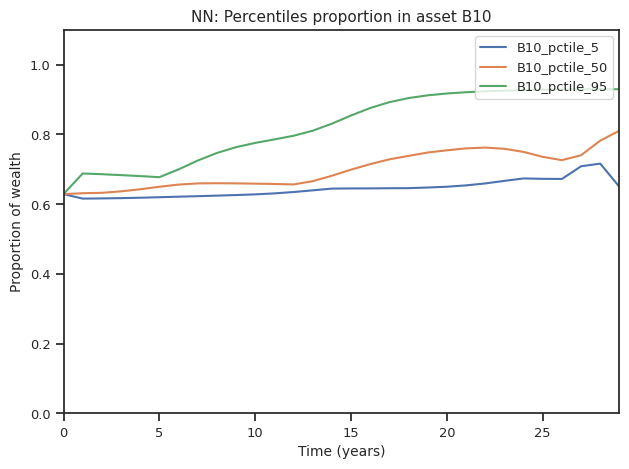 NN: Percentiles proportion in asset B10
B10_pctile_5
B10_pctile_50
B10_pctile_95
Proportion of wealth
1.0
0.8
0.6
0.4
0.2
0.0
0 5 10 15 20 25
Time (years)